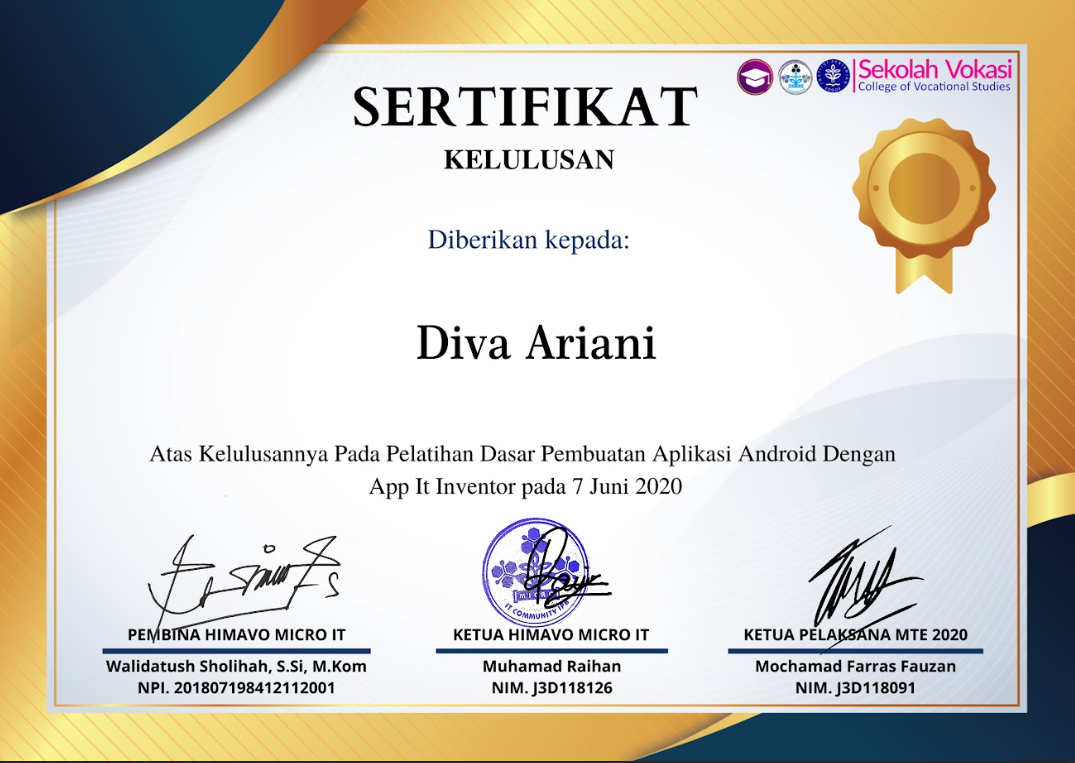 Sekolah Vokasi
College of Vocational Studies
SERTIFIKAT
KELULUSAN
Diberikan kepada:
Diva Ariani
Atas Kelulusannya Pada Pelatihan Dasar Pembuatan Aplikasi Android Dengan
App It Inventor pada 7 Juni 2020
MICRO
IT COMMUNITY IPB
PEMBINA HIMAVO MICRO IT
Walidatush Sholihah, S.Si, M.Kom
NPI. 201807198412112001
KETUA HIMAVO MICRO IT
Muhamad Raihan
NIM. J3D118126
KETUA PELAKSANA MTE 2020
Mochamad Farras Fauzan
NIM. J3D118091